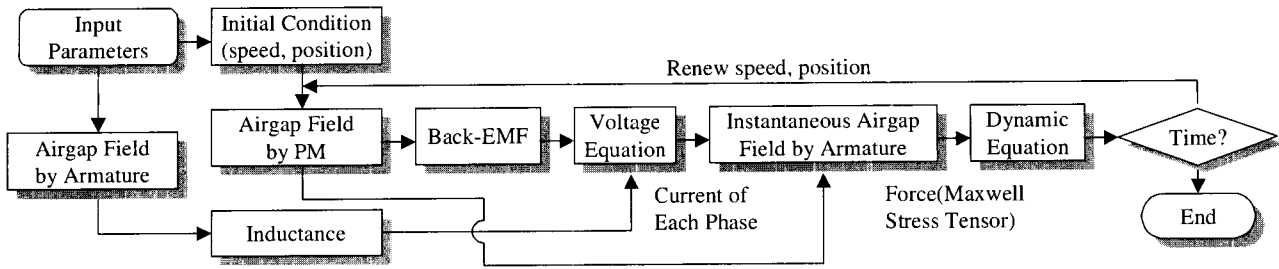 Input
Parameters
Initial Condition
(speed, position)
Renew speed, position
Airgap Field
by Armature
Airgap Field
by PM
Back-EMF
Voltage
Equation
Instantaneous Airgap
Field by Armature
Dynamic
Equation
Time?
Current of
Each Phase
Force(Maxwell
Stress Tensor)
Inductance
End